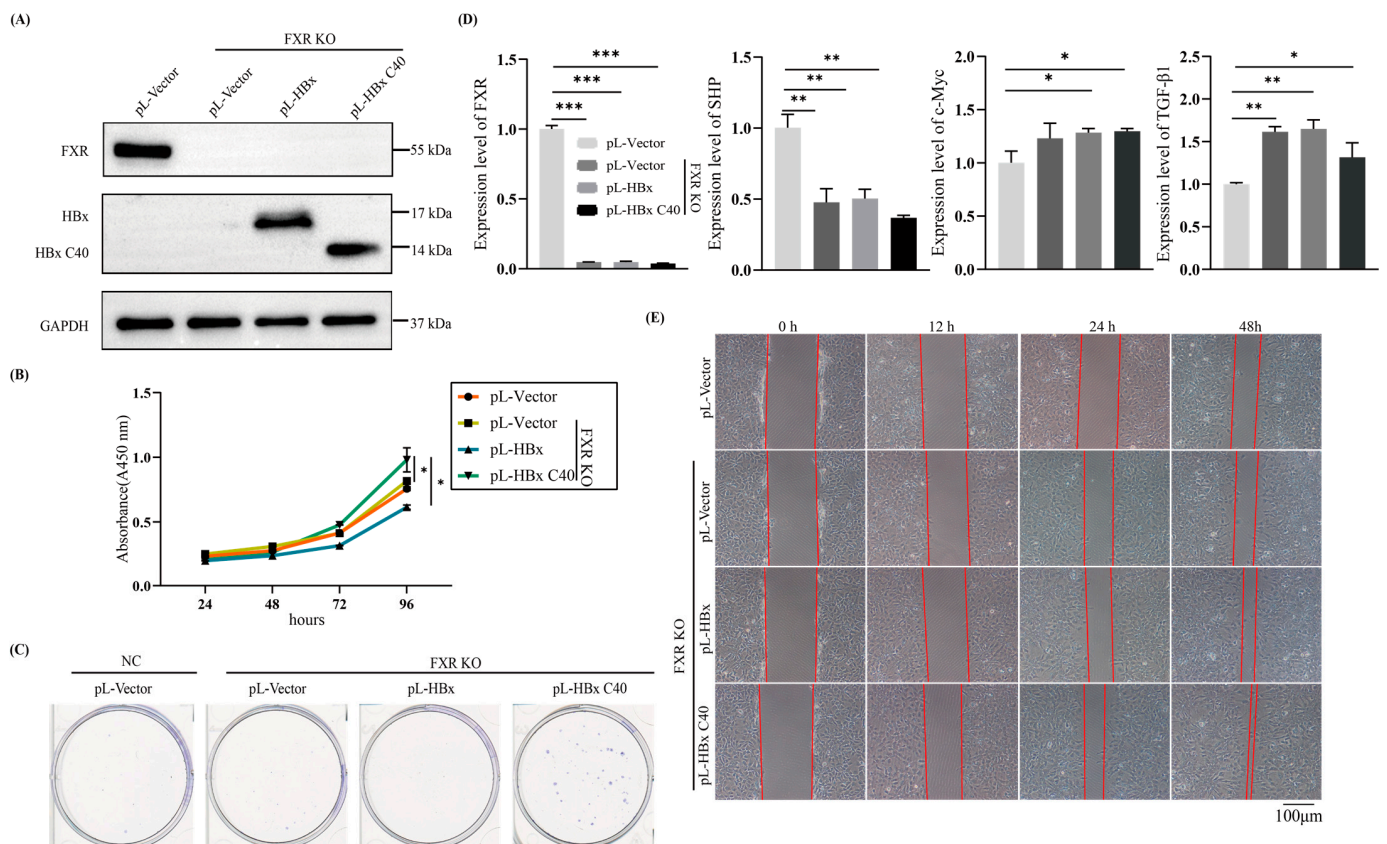 (A)
FXR KO
pL-Vector
pL-Vector
pL-HBx
pL-HBx C40
FXR
55 kDa
HBx
17 kDa
HBx C40
14 kDa
GAPDH
37 kDa
(B)
Absorbance(A450 nm)
1.5
1.0
0.5
0.0
24 48 72 96
hours
*
*
pL-Vector
pL-Vector
pL-HBx
pL-HBx C40
FXR KO
(C)
NC
FXR KO
pL-Vector
pL-Vector
pL-HBx
pL-HBx C40
(D)
Expression level of FXR
1.5
1.0
0.5
0.0
***
***
***
pL-Vector
pL-Vector
pL-HBx
pL-HBx C40
FXR KO
Expression level of SHP
1.5
1.0
0.5
0.0
**
**
**
Expression level of c-Myc
2.0
1.5
1.0
0.5
0.0
*
*
Expression level of TGF-β1
2.5
2.0
1.5
1.0
0.5
0.0
*
**
**
(E)
0 h
12 h
24 h
48h
pL-Vector
FXR KO
pL-Vector
pL-HBx
pL-HBx C40
100μm